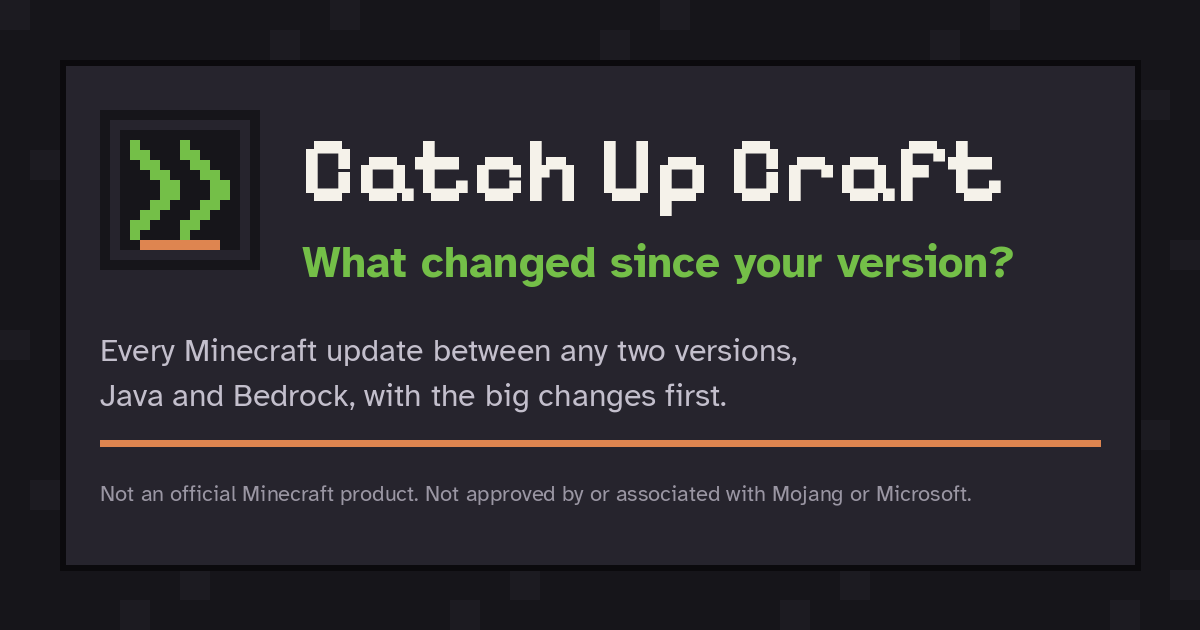 Catch Up Craft
What changed since your version?
Every Minecraft update between any two versions,
Java and Bedrock, with the big changes first.
Not an official Minecraft product. Not approved by or associated with Mojang or Microsoft.